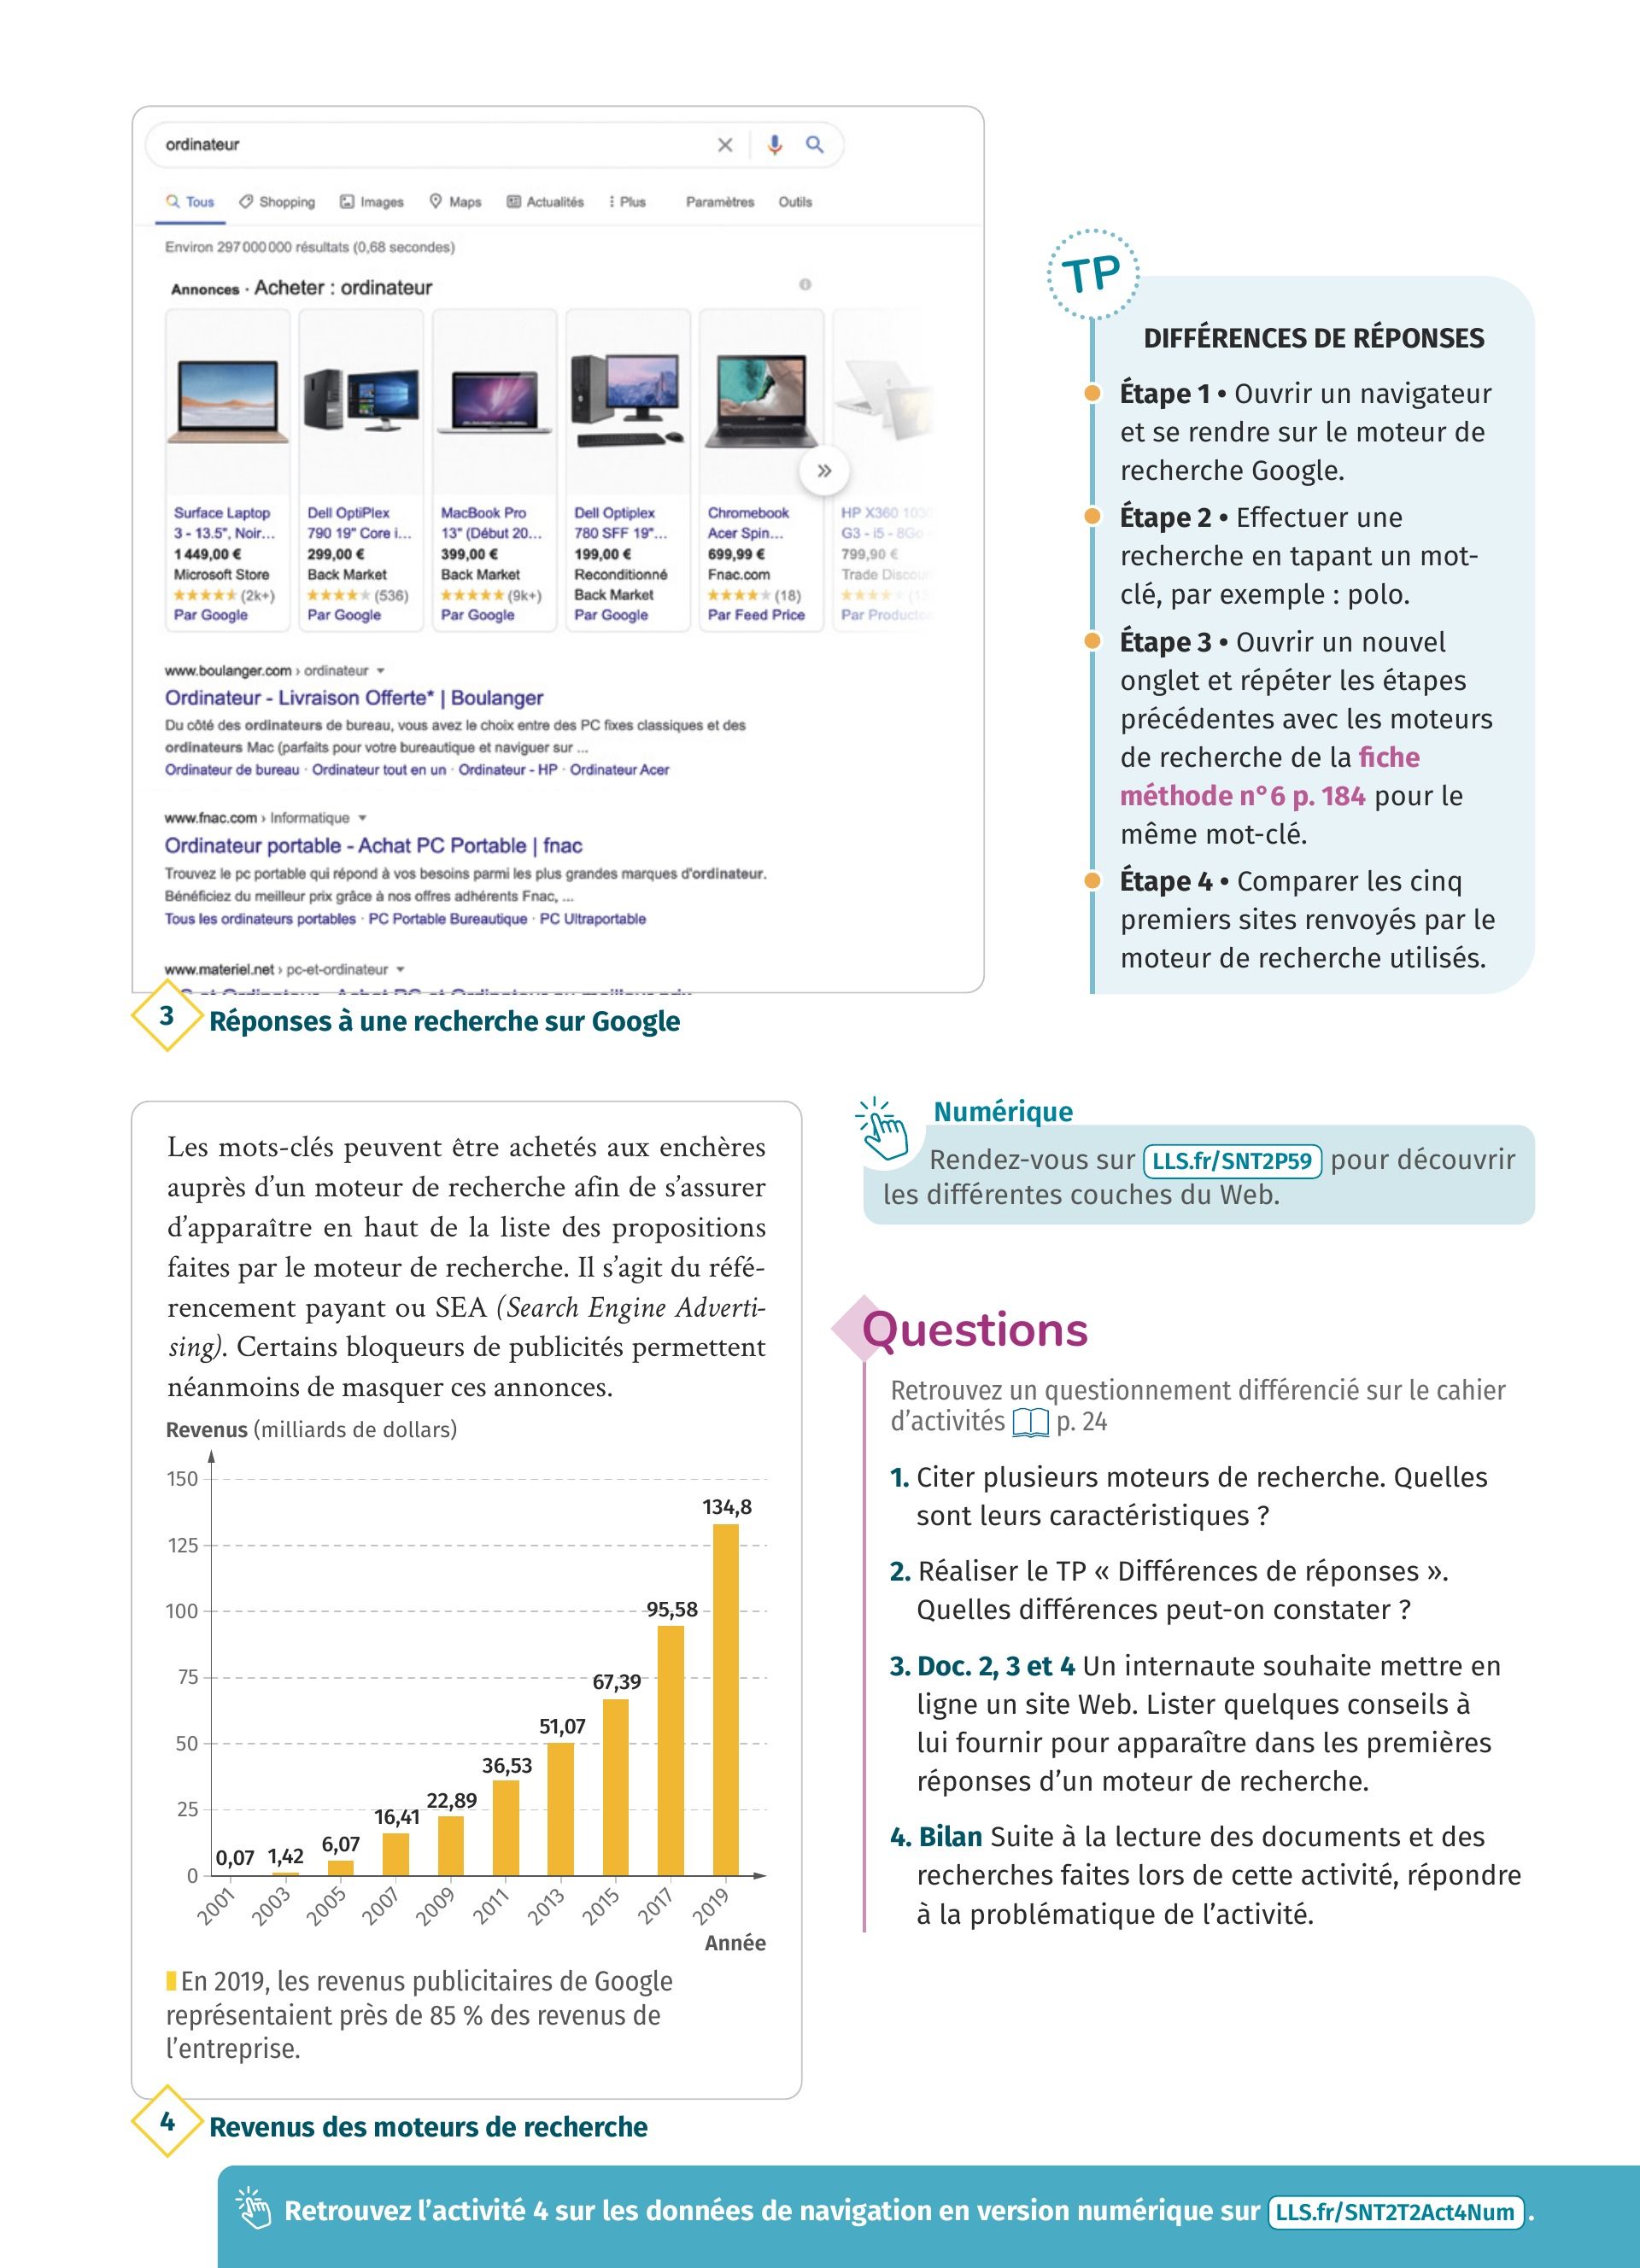 ordinateur
Tous Shopping Images Maps Actualités Plus Paramètres Outils
Environ 297 000 000 résultats (0,68 secondes)
Annonces · Acheter : ordinateur
Surface Laptop
3 - 13.5", Noir...
1 449,00 €
Microsoft Store
(2k+)
Par Google
Dell OptiPlex
790 19" Core i...
299,00 €
Back Market
(536)
Par Google
MacBook Pro
13" (Début 20...
399,00 €
Back Market
(9k+)
Par Google
Dell Optiplex
780 SFF 19"...
199,00 €
Reconditionné
Back Market
Par Google
Chromebook
Acer Spin...
699,99 €
Fnac.com
(18)
Par Feed Price
HP X360 1030
G3 - i5 - 8Go
799,90 €
Trade Discoun
Par Producto
www.boulanger.com › ordinateur
Ordinateur - Livraison Offerte* | Boulanger
Du côté des ordinateurs de bureau, vous avez le choix entre des PC fixes classiques et des
ordinateurs Mac (parfaits pour votre bureautique et naviguer sur ...
Ordinateur de bureau · Ordinateur tout en un · Ordinateur - HP · Ordinateur Acer
www.fnac.com › Informatique
Ordinateur portable - Achat PC Portable | fnac
Trouvez le pc portable qui répond à vos besoins parmi les plus grandes marques d'ordinateur.
Bénéficiez du meilleur prix grâce à nos offres adhérents Fnac, ...
Tous les ordinateurs portables · PC Portable Bureautique · PC Ultraportable
www.materiel.net › pc-et-ordinateur
3 Réponses à une recherche sur Google
TP
DIFFÉRENCES DE RÉPONSES
Étape 1 • Ouvrir un navigateur
et se rendre sur le moteur de
recherche Google.
Étape 2 • Effectuer une
recherche en tapant un mot-
clé, par exemple : polo.
Étape 3 • Ouvrir un nouvel
onglet et répéter les étapes
précédentes avec les moteurs
de recherche de la fiche
méthode n°6 p. 184 pour le
même mot-clé.
Étape 4 • Comparer les cinq
premiers sites renvoyés par le
moteur de recherche utilisés.
Les mots-clés peuvent être achetés aux enchères
auprès d’un moteur de recherche afin de s’assurer
d’apparaître en haut de la liste des propositions
faites par le moteur de recherche. Il s’agit du réfé-
rencement payant ou SEA (Search Engine Adverti-
sing). Certains bloqueurs de publicités permettent
néanmoins de masquer ces annonces.
Revenus (milliards de dollars)
150
125
100
75
50
25
0
0,07
1,42
6,07
16,41
22,89
36,53
51,07
67,39
95,58
134,8
2001 2003 2005 2007 2009 2011 2013 2015 2017 2019
Année
En 2019, les revenus publicitaires de Google
représentaient près de 85 % des revenus de
l’entreprise.
4 Revenus des moteurs de recherche
Numérique
Rendez-vous sur LLS.fr/SNT2P59 pour découvrir
les différentes couches du Web.
Questions
Retrouvez un questionnement différencié sur le cahier
d’activités p. 24
1. Citer plusieurs moteurs de recherche. Quelles
sont leurs caractéristiques ?
2. Réaliser le TP « Différences de réponses ».
Quelles différences peut-on constater ?
3. Doc. 2, 3 et 4 Un internaute souhaite mettre en
ligne un site Web. Lister quelques conseils à
lui fournir pour apparaître dans les premières
réponses d’un moteur de recherche.
4. Bilan Suite à la lecture des documents et des
recherches faites lors de cette activité, répondre
à la problématique de l’activité.
Retrouvez l’activité 4 sur les données de navigation en version numérique sur LLS.fr/SNT2T2Act4Num .